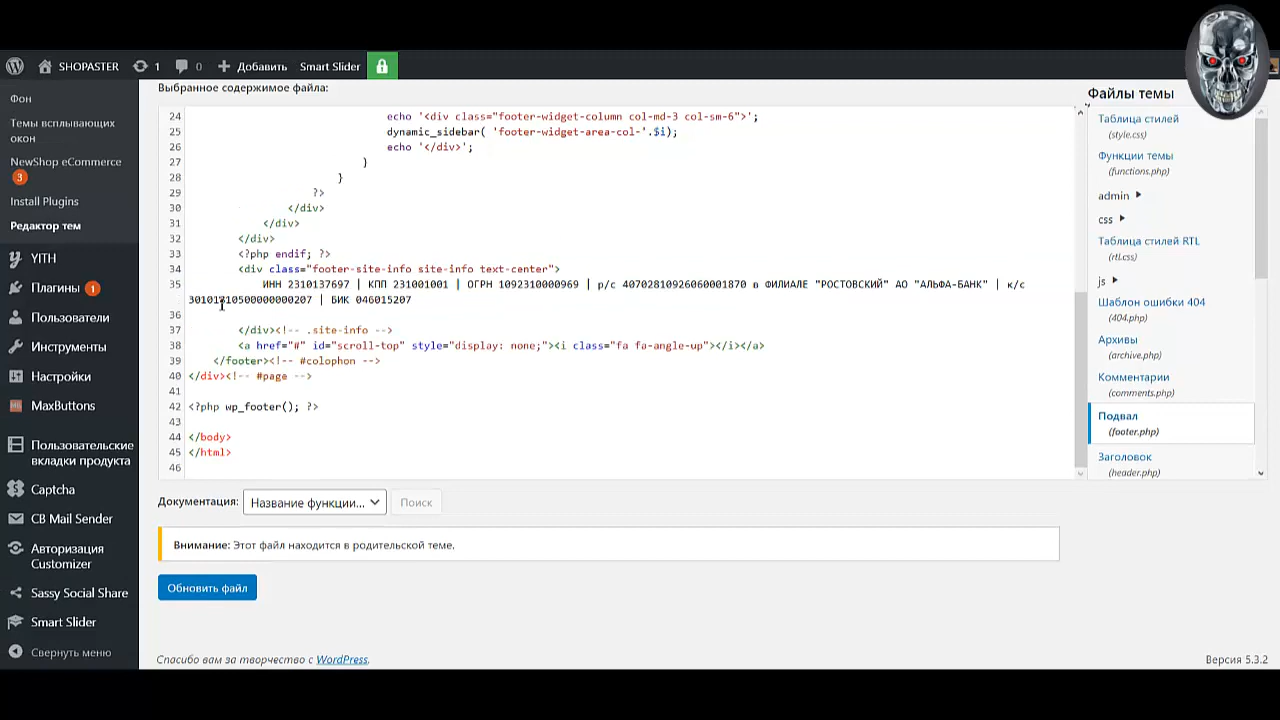 SHOPASTER 1 0 Добавить Smart Slider
Выбранное содержимое файла:
Файлы темы
Фон
Темы всплывающих
окон
NewShop eCommerce
3
Install Plugins
Редактор тем
YITH
Плагины 1
Пользователи
Инструменты
Настройки
MaxButtons
Пользовательские
вкладки продукта
Captcha
CB Mail Sender
Авторизация
Customizer
Sassy Social Share
Smart Slider
Свернуть меню
24 echo '<div class="footer-widget-column col-md-3 col-sm-6">';
25 dynamic_sidebar( 'footer-widget-area-col-'.$i);
26 echo '</div>';
27 }
28 }
29 ?>
30 </div>
31 </div>
32 </div>
33 <?php endif; ?>
34 <div class="footer-site-info site-info text-center">
35 ИНН 2310137697 | КПП 231001001 | ОГРН 1092310000969 | р/с 40702810926060001870 в ФИЛИАЛЕ "РОСТОВСКИЙ" АО "АЛЬФА-БАНК" | к/с
| БИК 046015207
36
37 </div><!-- .site-info -->
38 <a href="#" id="scroll-top" style="display: none;"><i class="fa fa-angle-up"></i></a>
39 </footer><!-- #colophon -->
40 </div><!-- #page -->
41
42 <?php wp_footer(); ?>
43
44 </body>
45 </html>
46
Таблица стилей
(style.css)
Функции темы
(functions.php)
admin
css
Таблица стилей RTL
(rtl.css)
js
Шаблон ошибки 404
(404.php)
Архивы
(archive.php)
Комментарии
(comments.php)
Подвал
(footer.php)
Заголовок
(header.php)
Документация: Название функции... Поиск
Внимание: Этот файл находится в родительской теме.
Обновить файл
Спасибо вам за творчество с WordPress.
Версия 5.3.2